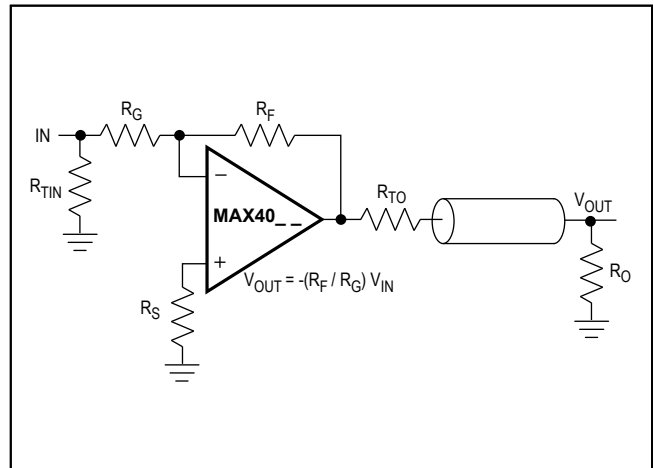 R_G
R_F
IN
R_TIN
−
MAX40_ _
+
R_TO
V_OUT
V_OUT = -(R_F / R_G) V_IN
R_S
R_O